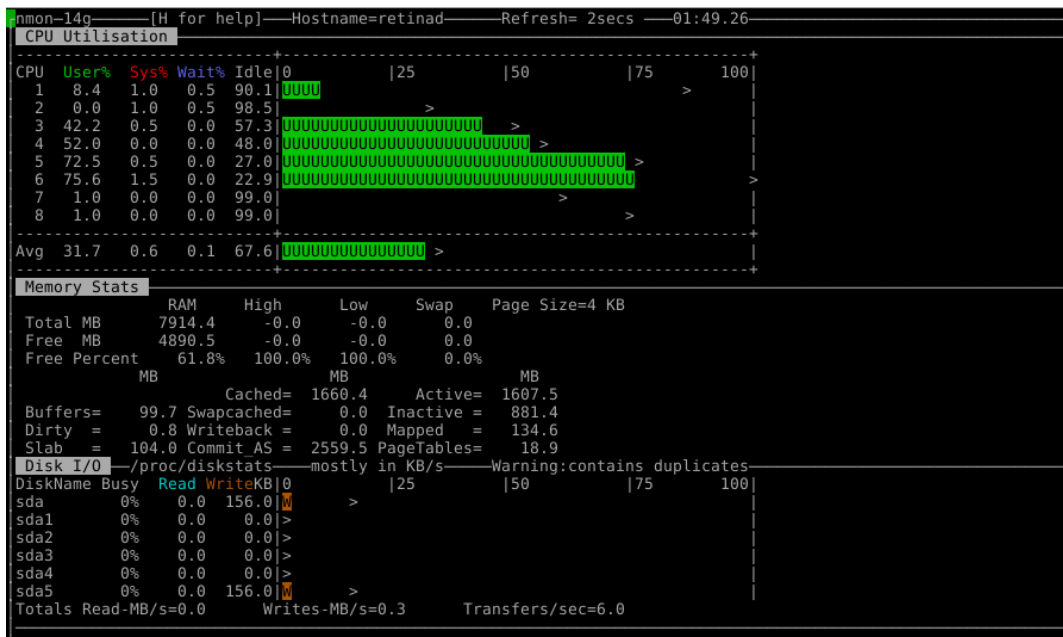 nmon-14g [H for help] Hostname=retinad Refresh= 2secs 01:49.26
CPU Utilisation
CPU User% Sys% Wait% Idle|0 |25 |50 |75 100|
1 8.4 1.0 0.5 90.1|UUUU >
2 0.0 1.0 0.5 98.5| >
3 42.2 0.5 0.0 57.3|UUUUUUUUUUUUUUUUUUUUU >
4 52.0 0.0 0.0 48.0|UUUUUUUUUUUUUUUUUUUUUUUUUU >
5 72.5 0.5 0.0 27.0|UUUUUUUUUUUUUUUUUUUUUUUUUUUUUUUUUUUU >
6 75.6 1.5 0.0 22.9|UUUUUUUUUUUUUUUUUUUUUUUUUUUUUUUUUUUUU >
7 1.0 0.0 0.0 99.0| >
8 1.0 0.0 0.0 99.0| >
Avg 31.7 0.6 0.1 67.6|UUUUUUUUUUUUUUU >
Memory Stats
RAM High Low Swap Page Size=4 KB
Total MB 7914.4 -0.0 -0.0 0.0
Free MB 4890.5 -0.0 -0.0 0.0
Free Percent 61.8% 100.0% 100.0% 0.0%
MB MB MB
Cached= 1660.4 Active= 1607.5
Buffers= 99.7 Swapcached= 0.0 Inactive = 881.4
Dirty = 0.8 Writeback = 0.0 Mapped = 134.6
Slab = 104.0 Commit_AS = 2559.5 PageTables= 18.9
Disk I/O /proc/diskstats mostly in KB/s Warning:contains duplicates
DiskName Busy Read WriteKB|0 |25 |50 |75 100|
sda 0% 0.0 156.0|W >
sda1 0% 0.0 0.0|>
sda2 0% 0.0 0.0|>
sda3 0% 0.0 0.0|>
sda4 0% 0.0 0.0|>
sda5 0% 0.0 156.0|W >
Totals Read-MB/s=0.0 Writes-MB/s=0.3 Transfers/sec=6.0